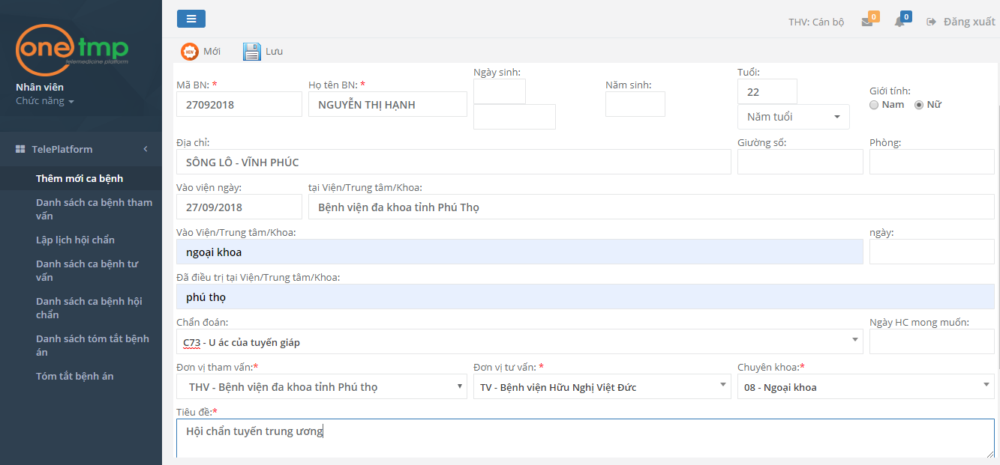 one tmp
telemedicine platform
Nhân viên
Chức năng
TelePlatform
Thêm mới ca bệnh
Danh sách ca bệnh tham
vấn
Lập lịch hội chẩn
Danh sách ca bệnh tư
vấn
Danh sách ca bệnh hội
chẩn
Danh sách tóm tắt bệnh
án
Tóm tắt bệnh án
THV: Cán bộ
0
0
Đăng xuất
NEW
Mới
Lưu
Mã BN: *
27092018
Họ tên BN: *
NGUYỄN THỊ HẠNH
Ngày sinh:
Năm sinh:
Tuổi:
22
Năm tuổi
Giới tính:
Nam
Nữ
Địa chỉ:
SÔNG LÔ - VĨNH PHÚC
Giường số:
Phòng:
Vào viện ngày:
27/09/2018
tại Viện/Trung tâm/Khoa:
Bệnh viện đa khoa tỉnh Phú Thọ
Vào Viện/Trung tâm/Khoa:
ngoại khoa
ngày:
Đã điều trị tại Viện/Trung tâm/Khoa:
phú thọ
Chẩn đoán:
C73 - U ác của tuyến giáp
Ngày HC mong muốn:
Đơn vị tham vấn:*
THV - Bệnh viện đa khoa tỉnh Phú thọ
Đơn vị tư vấn: *
TV - Bệnh viện Hữu Nghị Việt Đức
Chuyên khoa:*
08 - Ngoại khoa
Tiêu đề:*
Hội chẩn tuyến trung ương